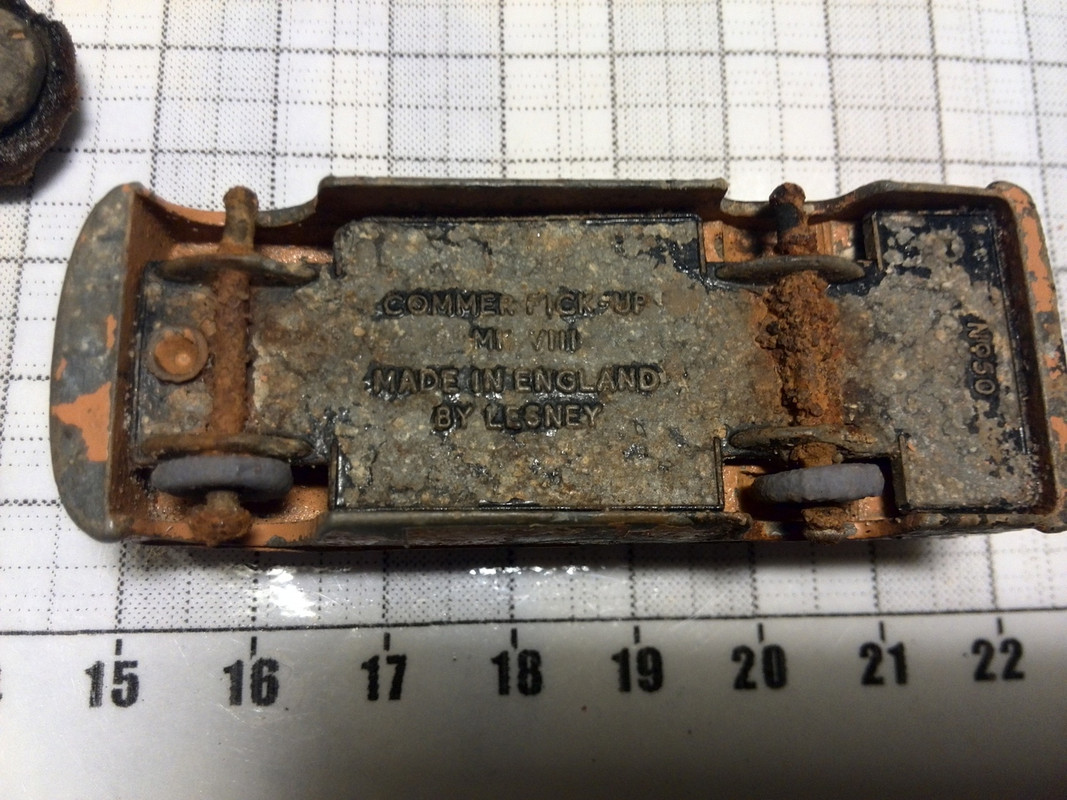 COMMER PICK-UP
MK VIII
MADE IN ENGLAND
BY LESNEY
Nº50
15 16 17 18 19 20 21 22